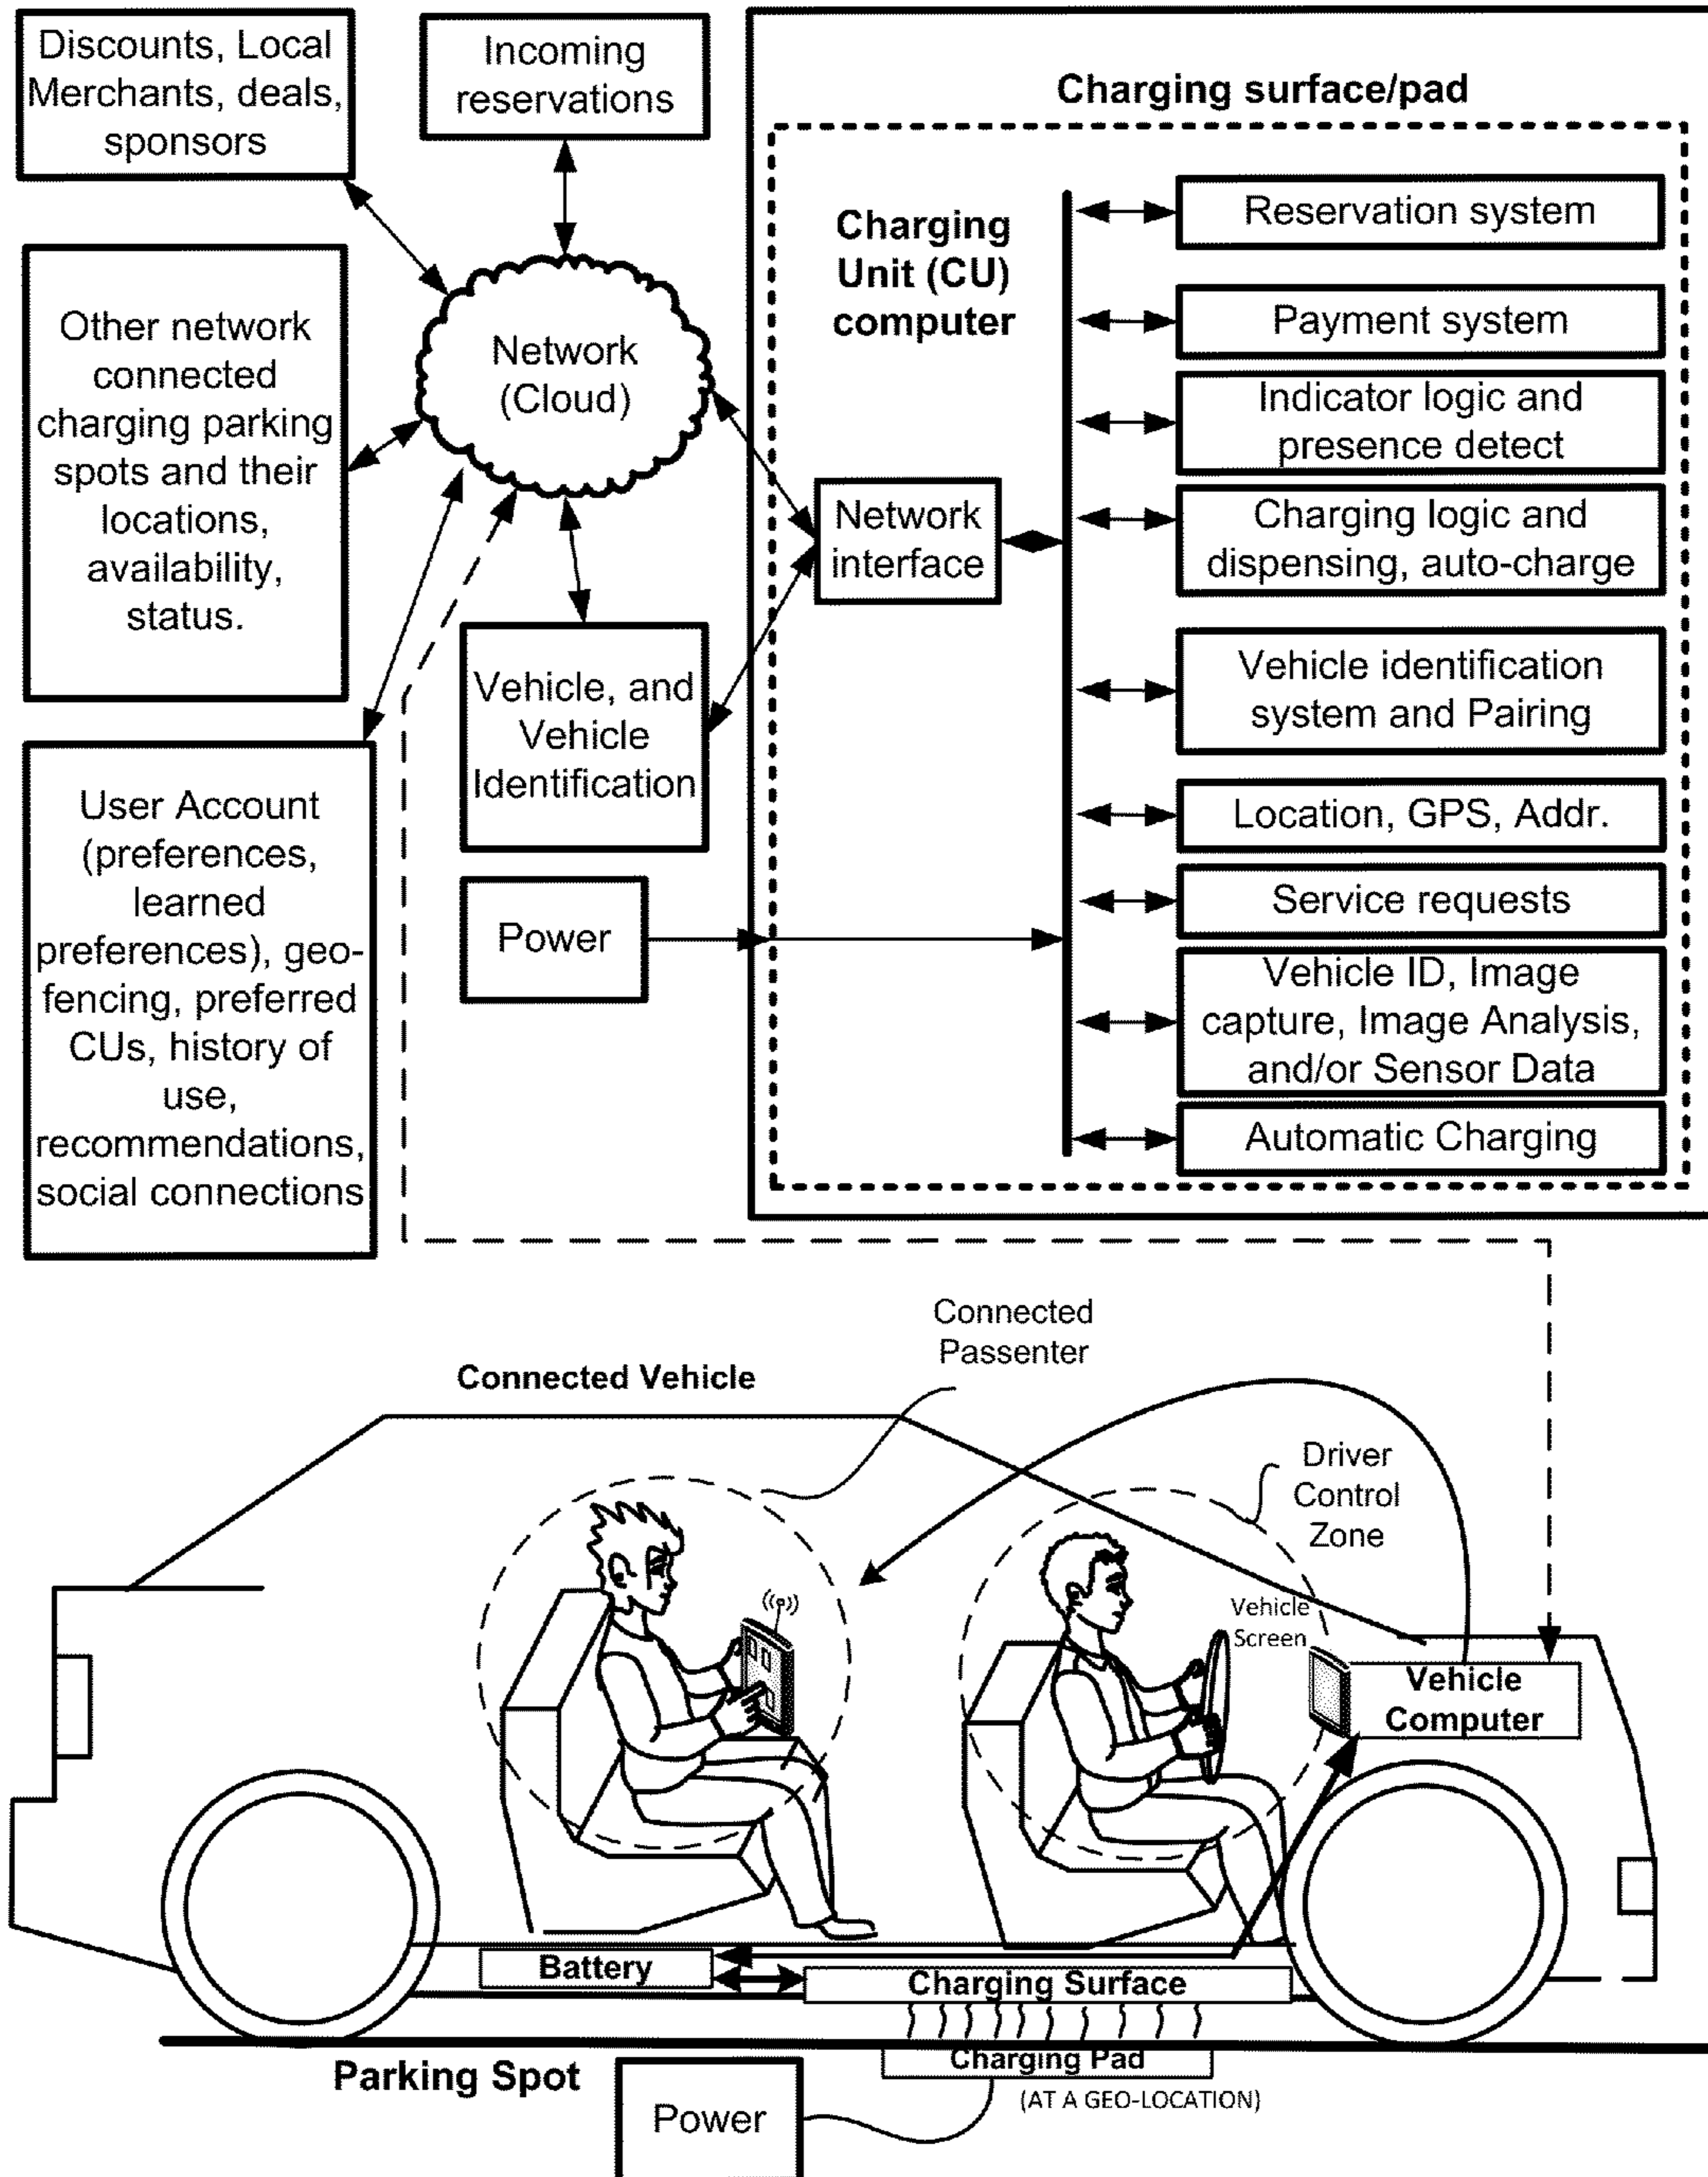 Discounts, Local
Merchants, deals,
sponsors
Incoming
reservations
Charging surface/pad
Other network
connected
charging parking
spots and their
locations,
availability,
status.
Network
(Cloud)
Charging
Unit (CU)
computer
Network
interface
Reservation system
Payment system
Indicator logic and
presence detect
Charging logic and
dispensing, auto-charge
Vehicle identification
system and Pairing
Location, GPS, Addr.
Service requests
Vehicle ID, Image
capture, Image Analysis,
and/or Sensor Data
Automatic Charging
Vehicle, and
Vehicle
Identification
Power
User Account
(preferences,
learned
preferences), geo-
fencing, preferred
CUs, history of
use,
recommendations,
social connections
Connected
Passenter
Connected Vehicle
Driver
Control
Zone
Vehicle
Screen
Vehicle
Computer
Battery
Charging Surface
Charging Pad
(AT A GEO-LOCATION)
Parking Spot
Power